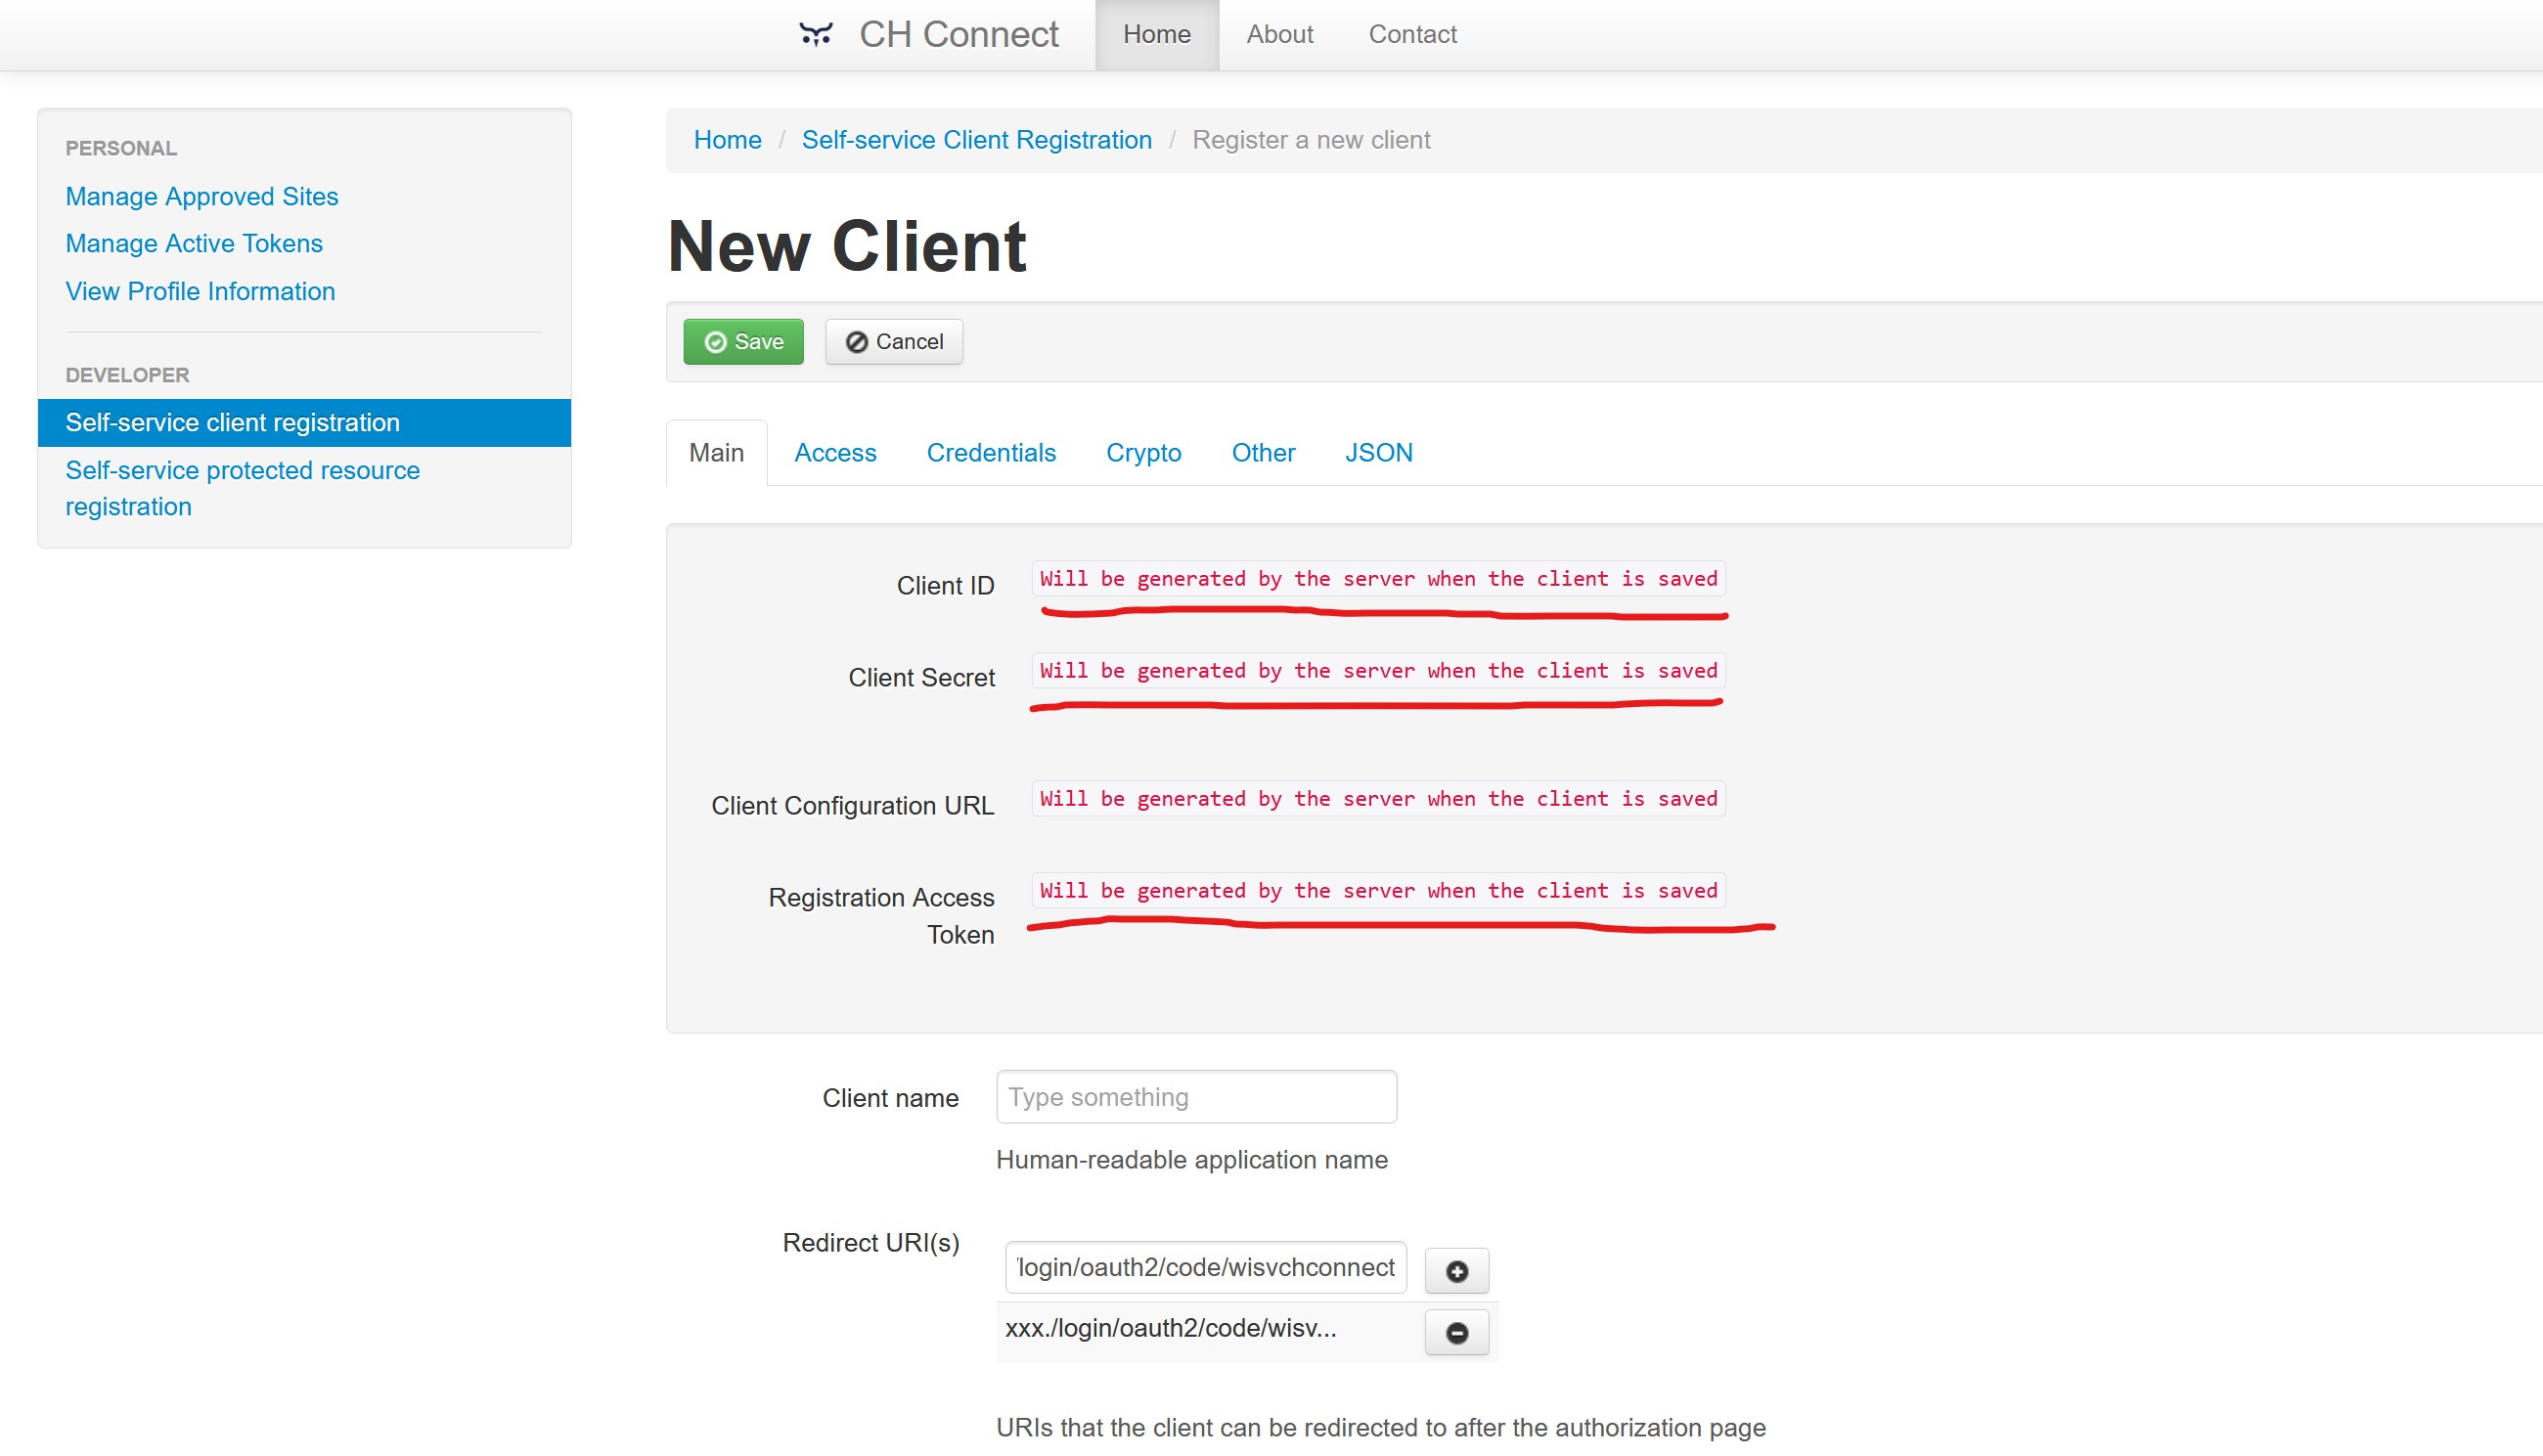 CH Connect Home About Contact
PERSONAL
Manage Approved Sites
Manage Active Tokens
View Profile Information
DEVELOPER
Self-service client registration
Self-service protected resource
registration
Home / Self-service Client Registration / Register a new client
New Client
Save Cancel
Main Access Credentials Crypto Other JSON
Client ID Will be generated by the server when the client is saved
Client Secret Will be generated by the server when the client is saved
Client Configuration URL Will be generated by the server when the client is saved
Registration Access Will be generated by the server when the client is saved
Token
Client name Type something
Human-readable application name
Redirect URI(s)
/login/oauth2/code/wisvchconnect
xxx./login/oauth2/code/wisv...
URIs that the client can be redirected to after the authorization page